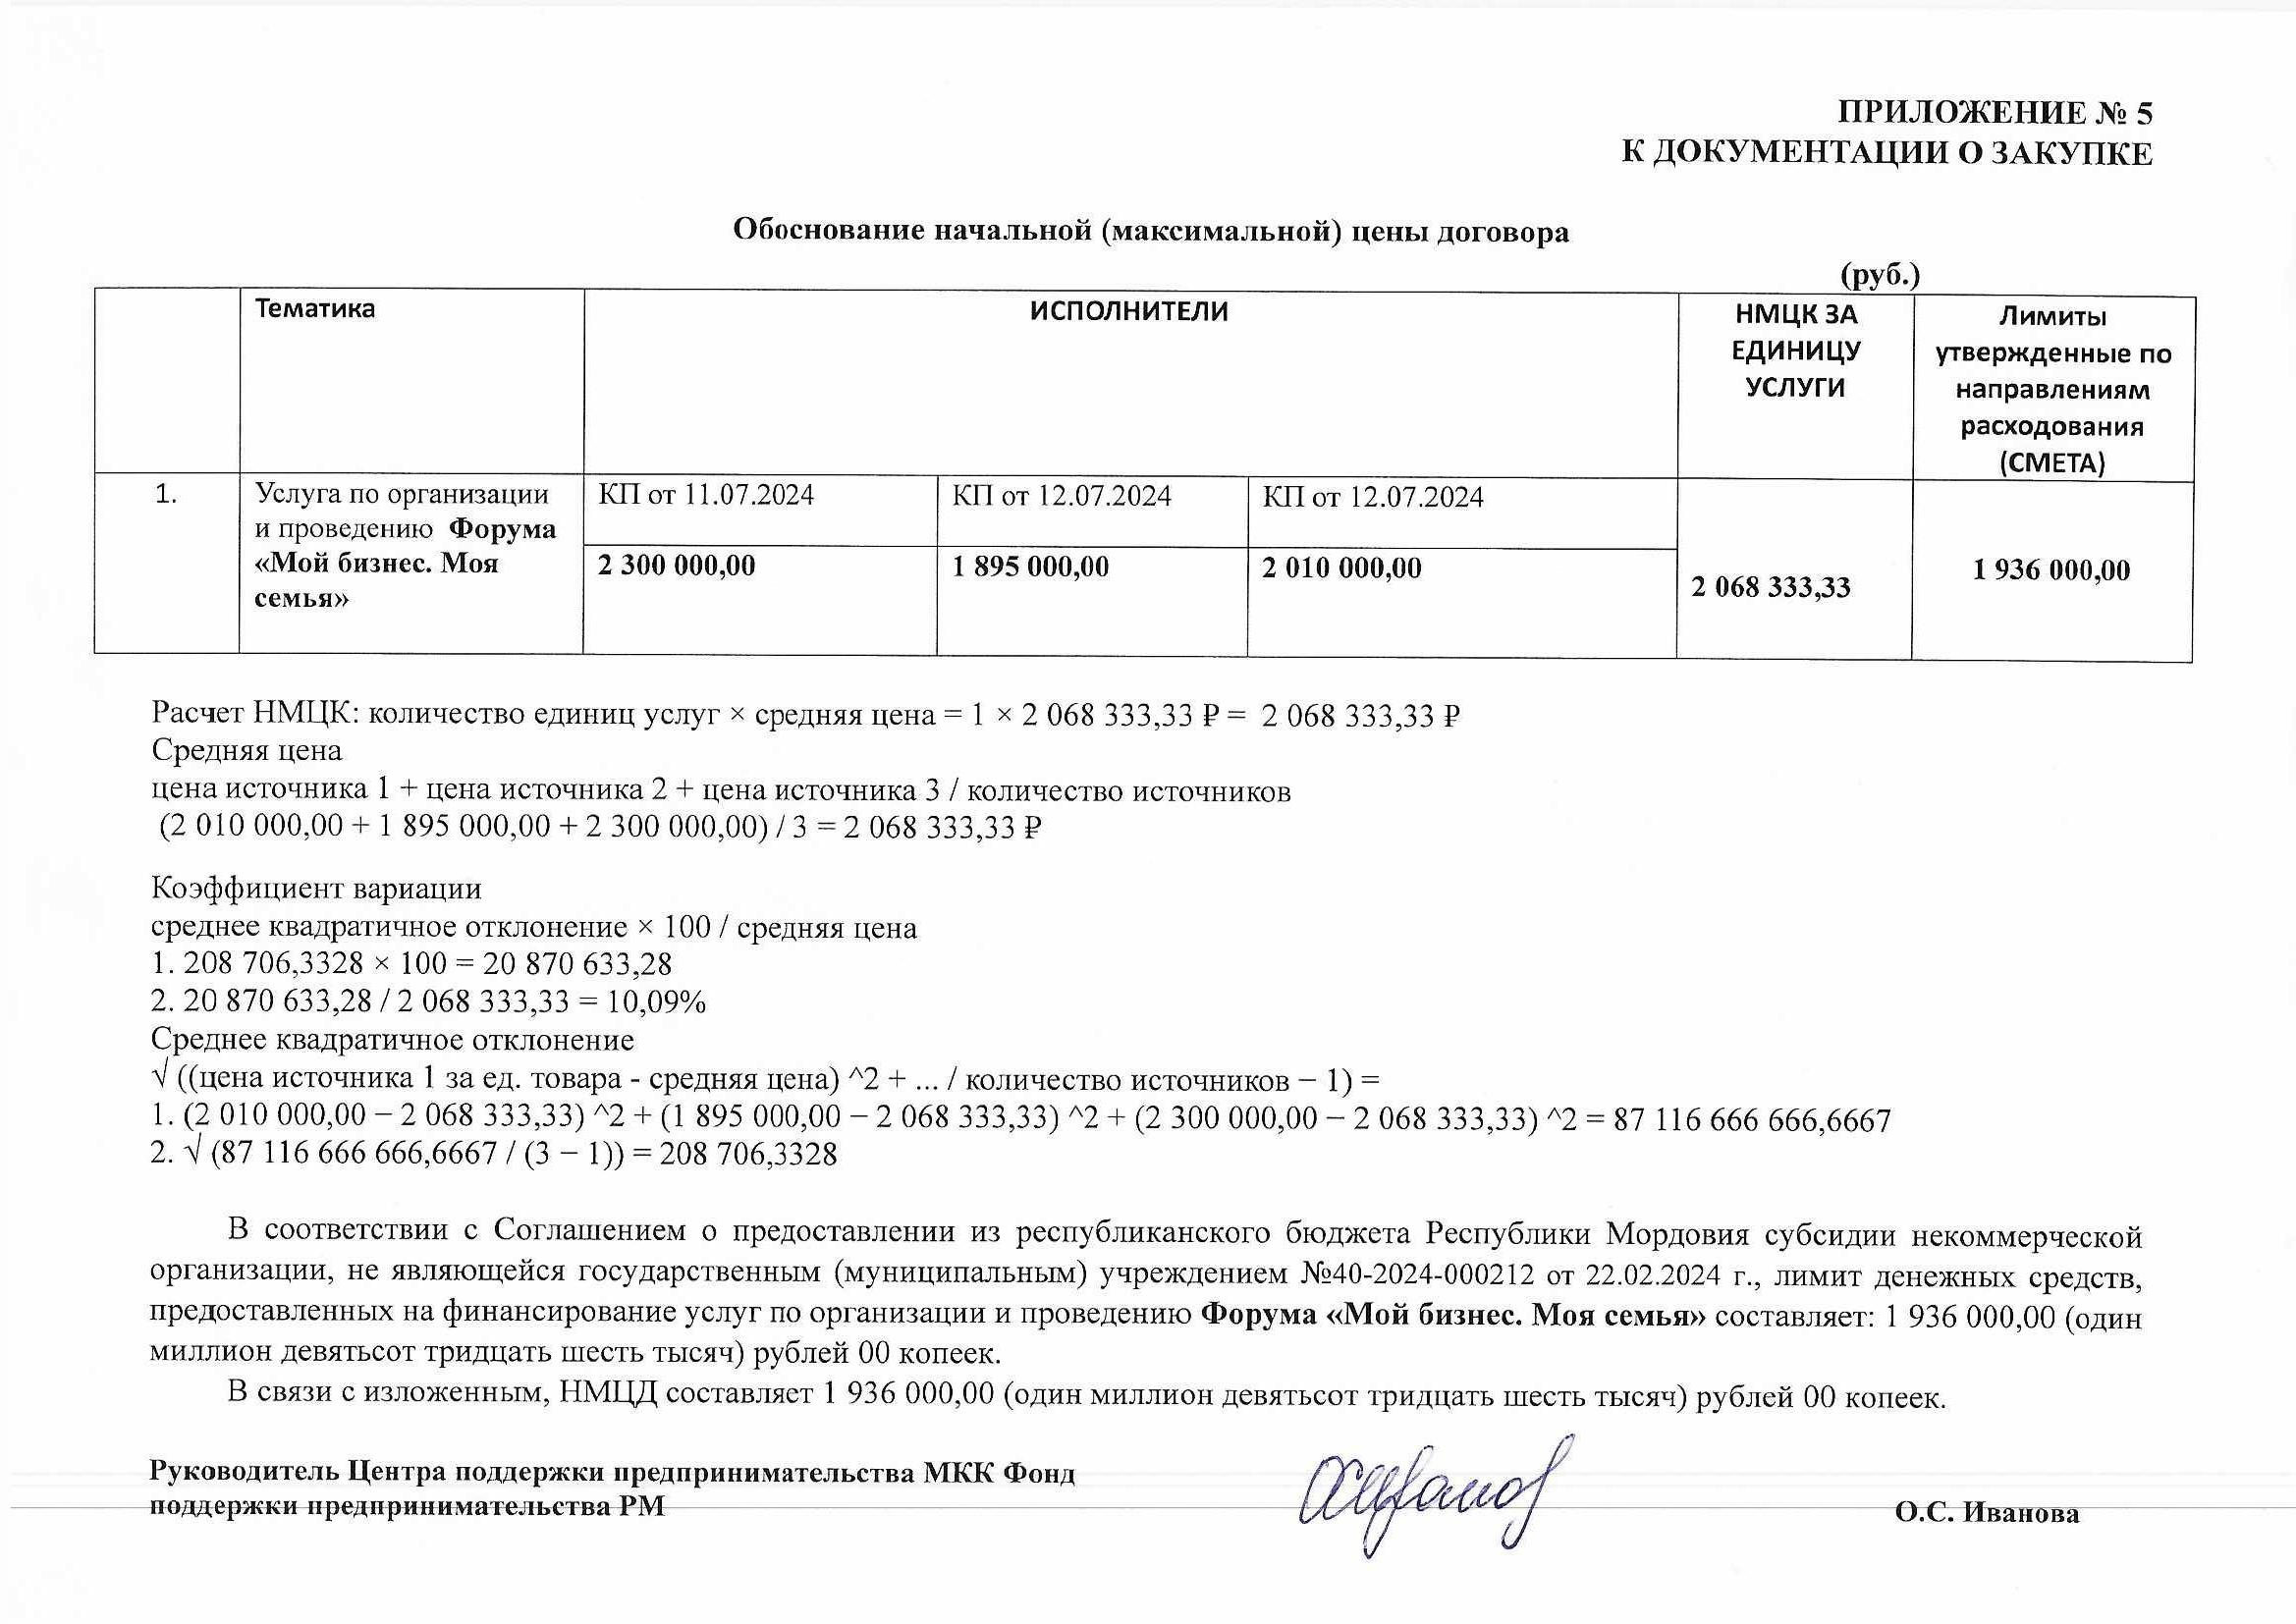 ПРИЛОЖЕНИЕ № 5
К ДОКУМЕНТАЦИИ О ЗАКУПКЕ
Обоснование начальной (максимальной) цены договора
(руб.)
Тематика
ИСПОЛНИТЕЛИ
НМЦК ЗА
ЕДИНИЦУ
УСЛУГИ
Лимиты
утвержденные по
направлениям
расходования
(СМЕТА)
1.
Услуга по организации
и проведению Форума
«Мой бизнес. Моя
семья»
КП от 11.07.2024
КП от 12.07.2024
КП от 12.07.2024
2 300 000,00
1 895 000,00
2 010 000,00
2 068 333,33
1 936 000,00
Расчет НМЦК: количество единиц услуг × средняя цена = 1 × 2 068 333,33 ₽ = 2 068 333,33 ₽
Средняя цена
цена источника 1 + цена источника 2 + цена источника 3 / количество источников
(2 010 000,00 + 1 895 000,00 + 2 300 000,00) / 3 = 2 068 333,33 ₽
Коэффициент вариации
среднее квадратичное отклонение × 100 / средняя цена
1. 208 706,3328 × 100 = 20 870 633,28
2. 20 870 633,28 / 2 068 333,33 = 10,09%
Среднее квадратичное отклонение
√ ((цена источника 1 за ед. товара - средняя цена) ^2 + ... / количество источников − 1) =
1. (2 010 000,00 − 2 068 333,33) ^2 + (1 895 000,00 − 2 068 333,33) ^2 + (2 300 000,00 − 2 068 333,33) ^2 = 87 116 666 666,6667
2. √ (87 116 666 666,6667 / (3 − 1)) = 208 706,3328
В соответствии с Соглашением о предоставлении из республиканского бюджета Республики Мордовия субсидии некоммерческой
организации, не являющейся государственным (муниципальным) учреждением №40-2024-000212 от 22.02.2024 г., лимит денежных средств,
предоставленных на финансирование услуг по организации и проведению Форума «Мой бизнес. Моя семья» составляет: 1 936 000,00 (один
миллион девятьсот тридцать шесть тысяч) рублей 00 копеек.
В связи с изложенным, НМЦД составляет 1 936 000,00 (один миллион девятьсот тридцать шесть тысяч) рублей 00 копеек.
Руководитель Центра поддержки предпринимательства МКК Фонд
поддержки предпринимательства РМ
О.С. Иванова